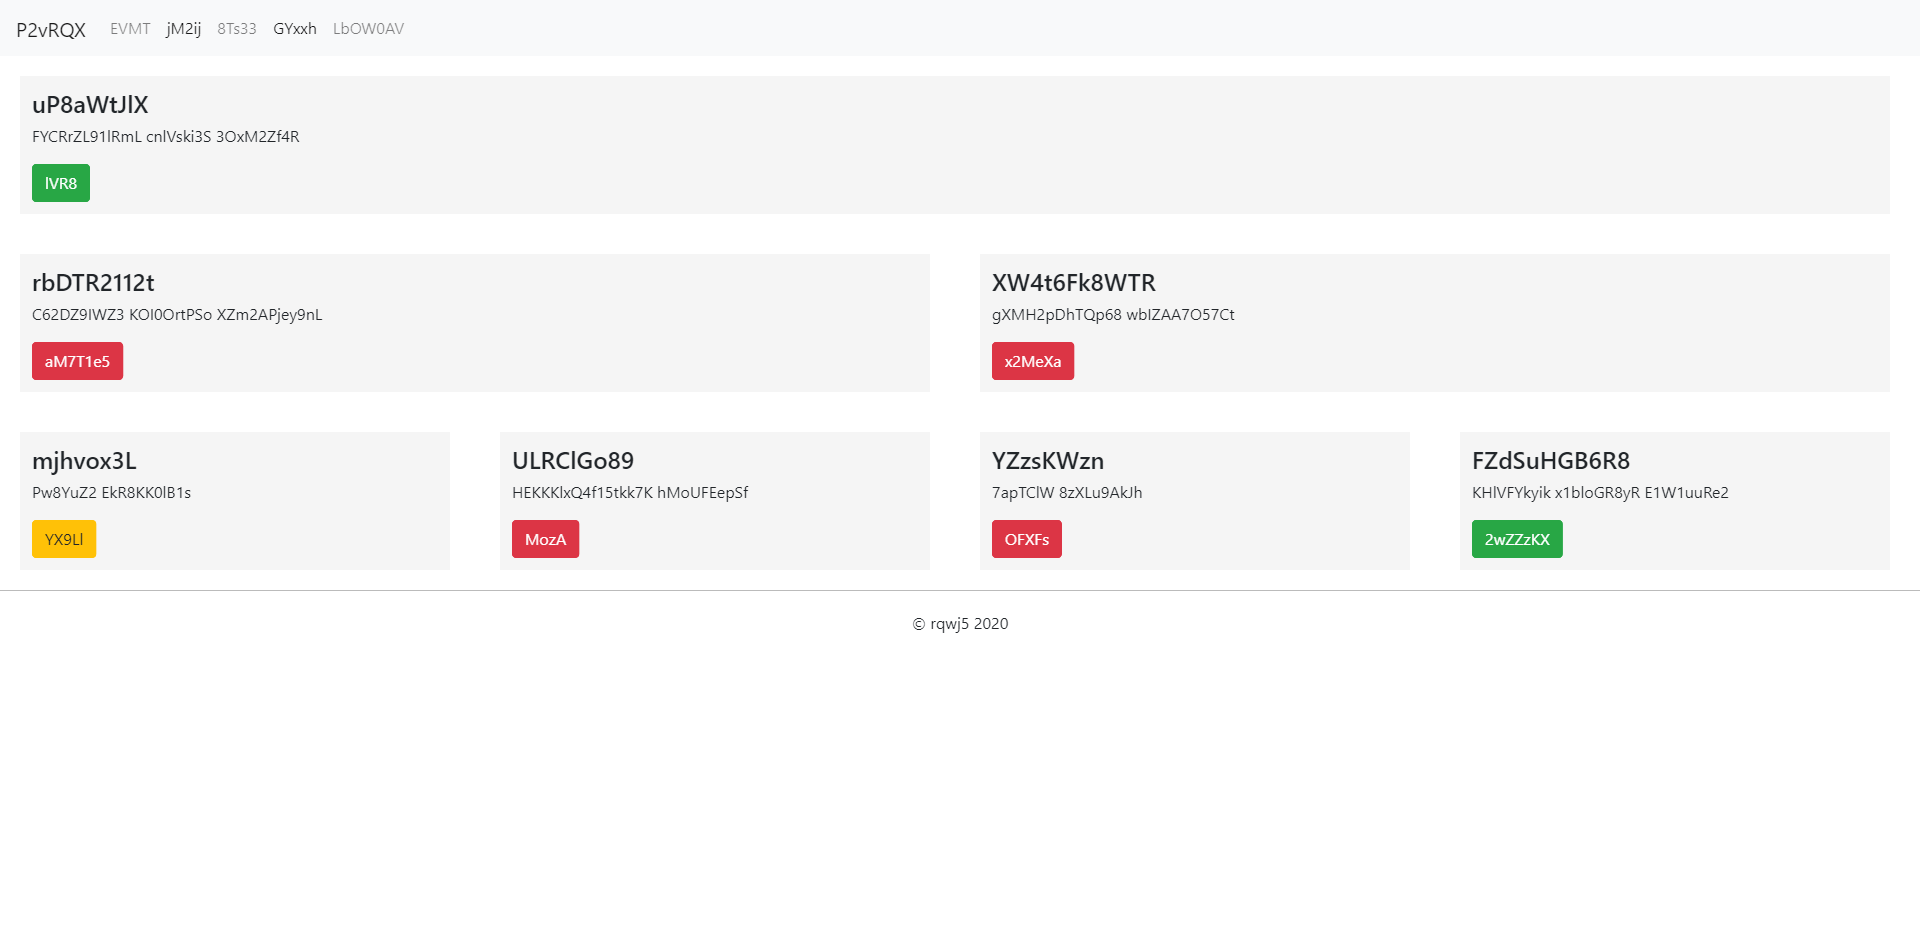 P2vRQX EVMT jM2ij 8Ts33 GYxxh LbOW0AV
uP8aWtJlX
FYCRrZL91lRmL cnlVski3S 3OxM2Zf4R
lVR8
rbDTR2112t
C62DZ9IWZ3 KOI0OrtPSo XZm2APjey9nL
aM7T1e5
XW4t6Fk8WTR
gXMH2pDhTQp68 wbIZAA7O57Ct
x2MeXa
mjhvox3L
Pw8YuZ2 EkR8KK0lB1s
YX9Ll
ULRClGo89
HEKKKlxQ4f15tkk7K hMoUFEepSf
MozA
YZzsKWzn
7apTClW 8zXLu9AkJh
OFXFs
FZdSuHGB6R8
KHlVFYkyik x1bloGR8yR E1W1uuRe2
2wZZzKX
© rqwj5 2020